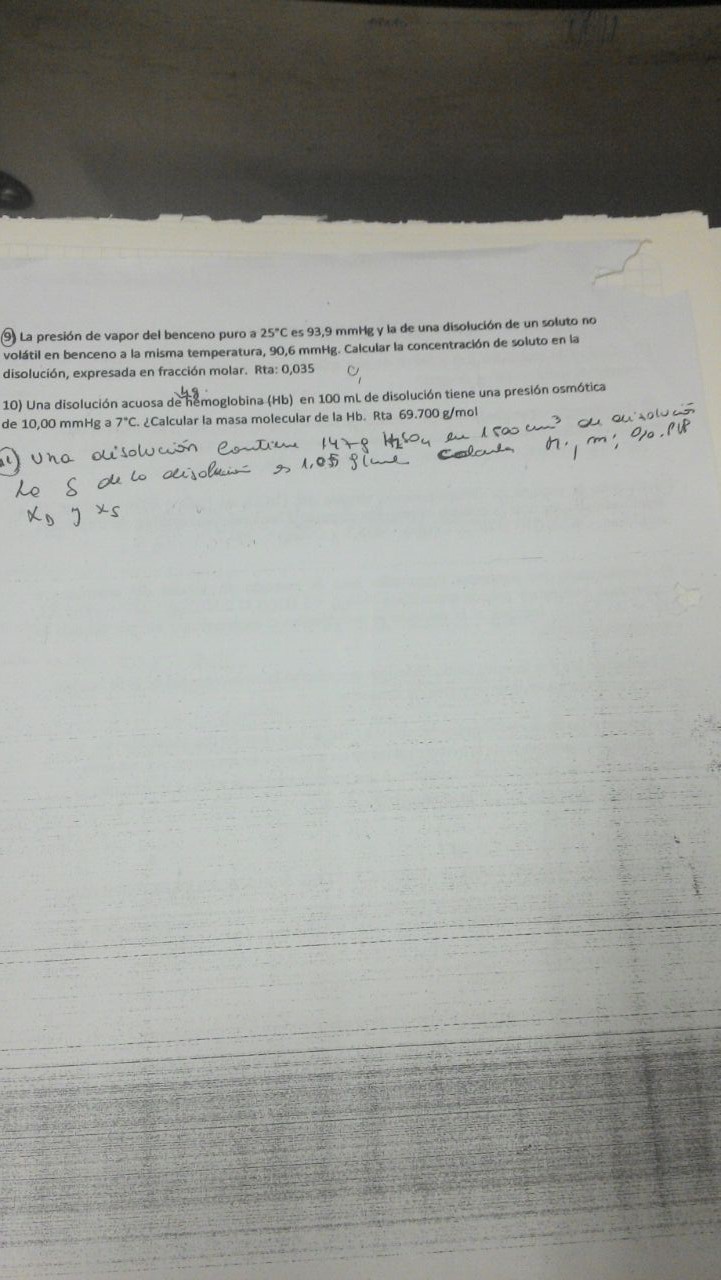 9) La presión de vapor del benceno puro a 25°C es 93,9 mmHg y la de una disolución de un soluto no
volátil en benceno a la misma temperatura, 90,6 mmHg. Calcular la concentración de soluto en la
disolución, expresada en fracción molar. Rta: 0,035
4g.
10) Una disolución acuosa de hemoglobina (Hb) en 100 mL de disolución tiene una presión osmótica
de 10,00 mmHg a 7°C. ¿Calcular la masa molecular de la Hb. Rta 69.700 g/mol
Una disolución contiene 147g H2SO4 en 1500 cm3 de disolución
La δ de la disolución es 1,05 g/mL calcula M; m; % P/P
XD y XS